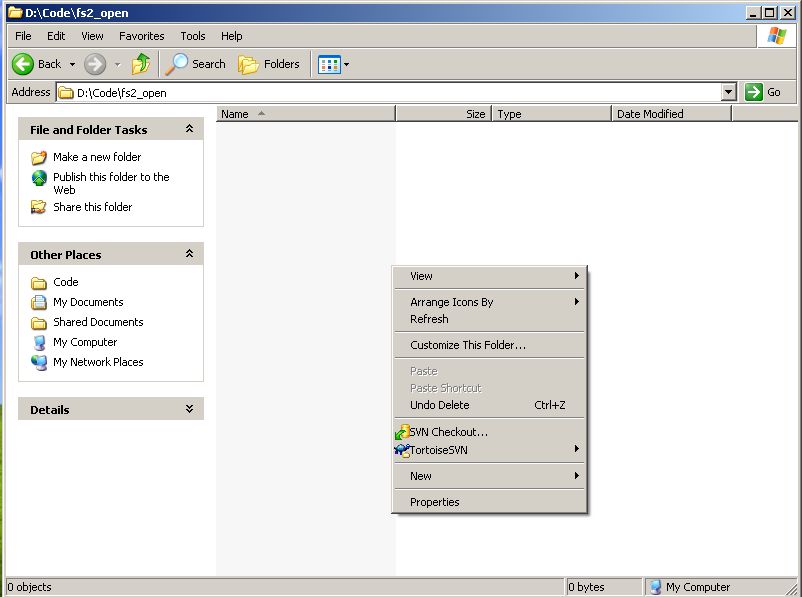 D:\Code\fs2_open
File Edit View Favorites Tools Help
Back Search Folders
Address D:\Code\fs2_open Go
Name Size Type Date Modified
File and Folder Tasks
Make a new folder
Publish this folder to the
Web
Share this folder
Other Places
Code
My Documents
Shared Documents
My Computer
My Network Places
Details
View
Arrange Icons By
Refresh
Customize This Folder...
Paste
Paste Shortcut
Undo Delete Ctrl+Z
SVN Checkout...
TortoiseSVN
New
Properties
0 objects 0 bytes My Computer